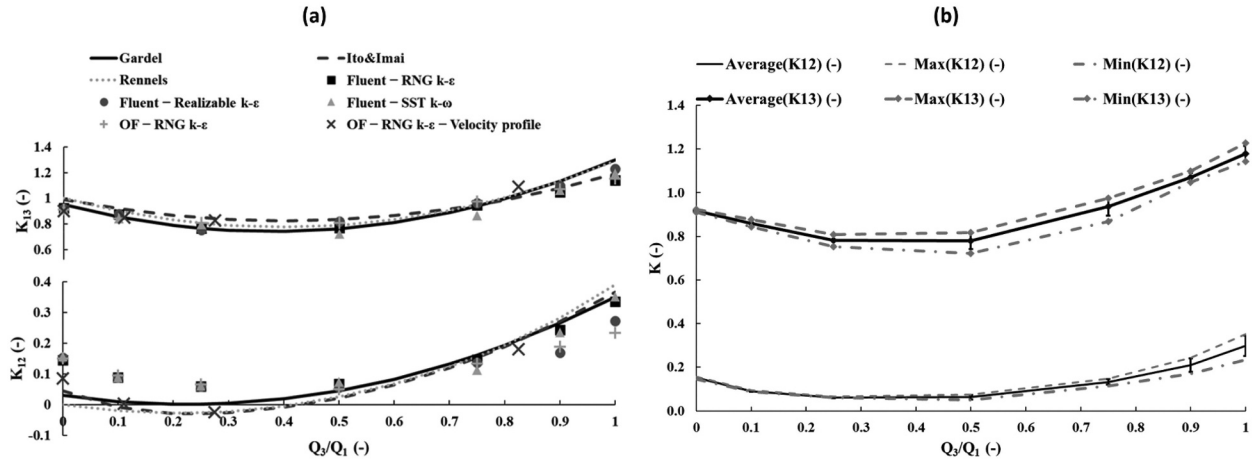 (a)
Gardel
Ito&Imai
Rennels
Fluent – RNG k-ε
Fluent – Realizable k-ε
Fluent – SST k-ω
OF – RNG k-ε
OF – RNG k-ε – Velocity profile
K13 (-)
1.4
1.2
1.0
0.8
0.6
0.4
K12 (-)
0.4
0.3
0.2
0.1
0
-0.1
0 0.1 0.2 0.3 0.4 0.5 0.6 0.7 0.8 0.9 1
Q3/Q1 (-)
(b)
Average(K12) (-) Max(K12) (-) Min(K12) (-)
Average(K13) (-) Max(K13) (-) Min(K13) (-)
K (-)
1.4
1.2
1.0
0.8
0.6
0.4
0.2
0.0
0 0.1 0.2 0.3 0.4 0.5 0.6 0.7 0.8 0.9 1
Q3/Q1 (-)